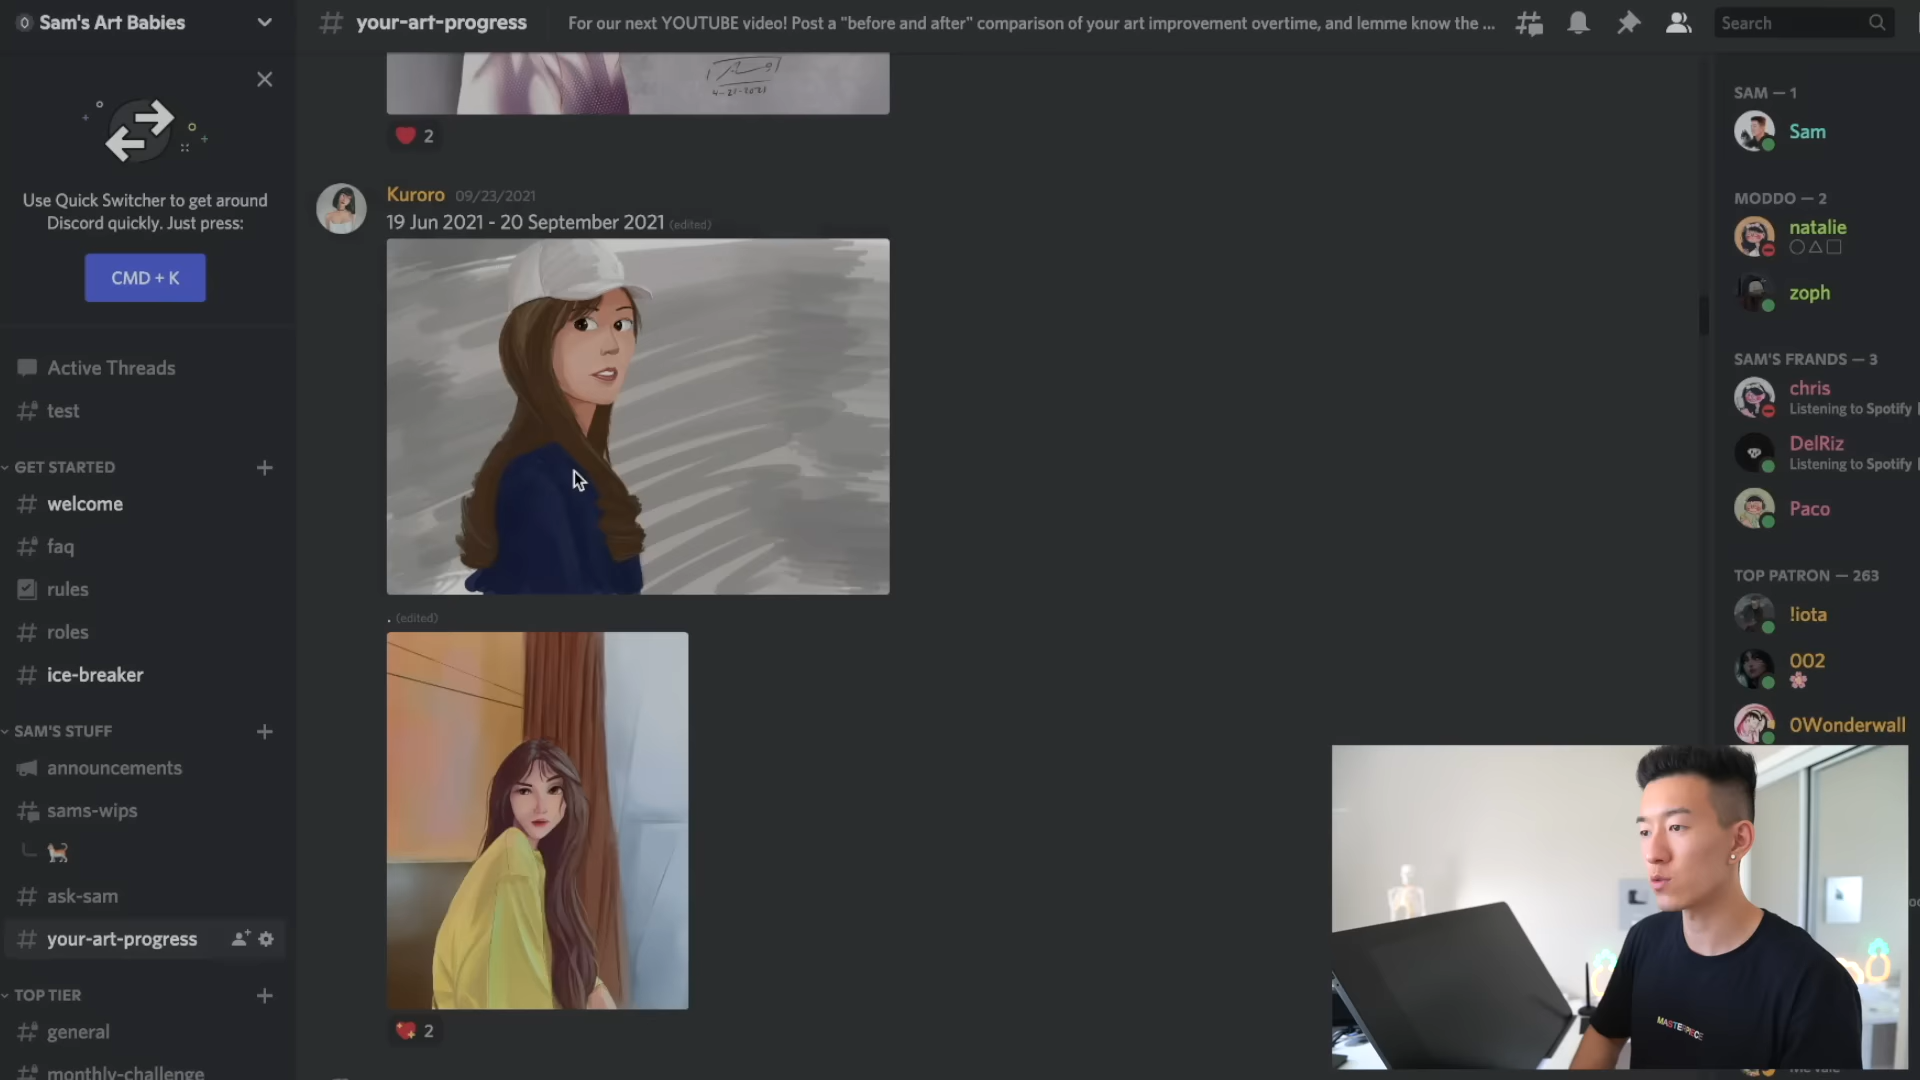 Sam's Art Babies
your-art-progress
For our next YOUTUBE video! Post a "before and after" comparison of your art improvement overtime, and lemme know the ...
Search
Use Quick Switcher to get around
Discord quickly. Just press:
CMD + K
Active Threads
test
GET STARTED
welcome
faq
rules
roles
ice-breaker
SAM'S STUFF
announcements
sams-wips
ask-sam
your-art-progress
TOP TIER
general
monthly-challenge
4-21-2021
2
Kuroro 09/23/2021
19 Jun 2021 - 20 September 2021 (edited)
. (edited)
2
SAM — 1
Sam
MODDO — 2
natalie
zoph
SAM'S FRANDS — 3
chris
Listening to Spotify
DelRiz
Listening to Spotify
Paco
TOP PATRON — 263
!iota
002
0Wonderwall
MASTERPIECE